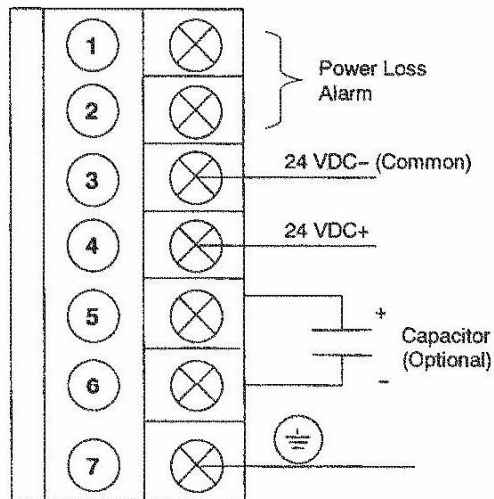 1
2
Power Loss
Alarm
3
24 VDC− (Common)
4
24 VDC+
5
+
Capacitor
(Optional)
6
−
7